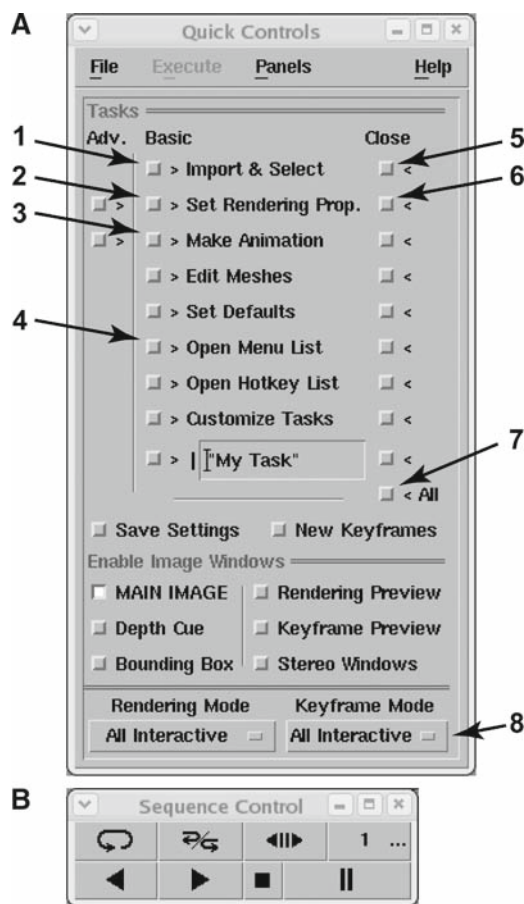 A
Quick Controls
File Execute Panels Help
Tasks
Adv. Basic Close
1 > Import & Select < 5
2 > > Set Rendering Prop. < 6
3 > > Make Animation <
> Edit Meshes <
> Set Defaults <
4 > Open Menu List <
> Open Hotkey List <
> Customize Tasks <
> "My Task" <
7 < All
Save Settings New Keyframes
Enable Image Windows
MAIN IMAGE Rendering Preview
Depth Cue Keyframe Preview
Bounding Box Stereo Windows
Rendering Mode Keyframe Mode
All Interactive All Interactive 8
B
Sequence Control
1 ...